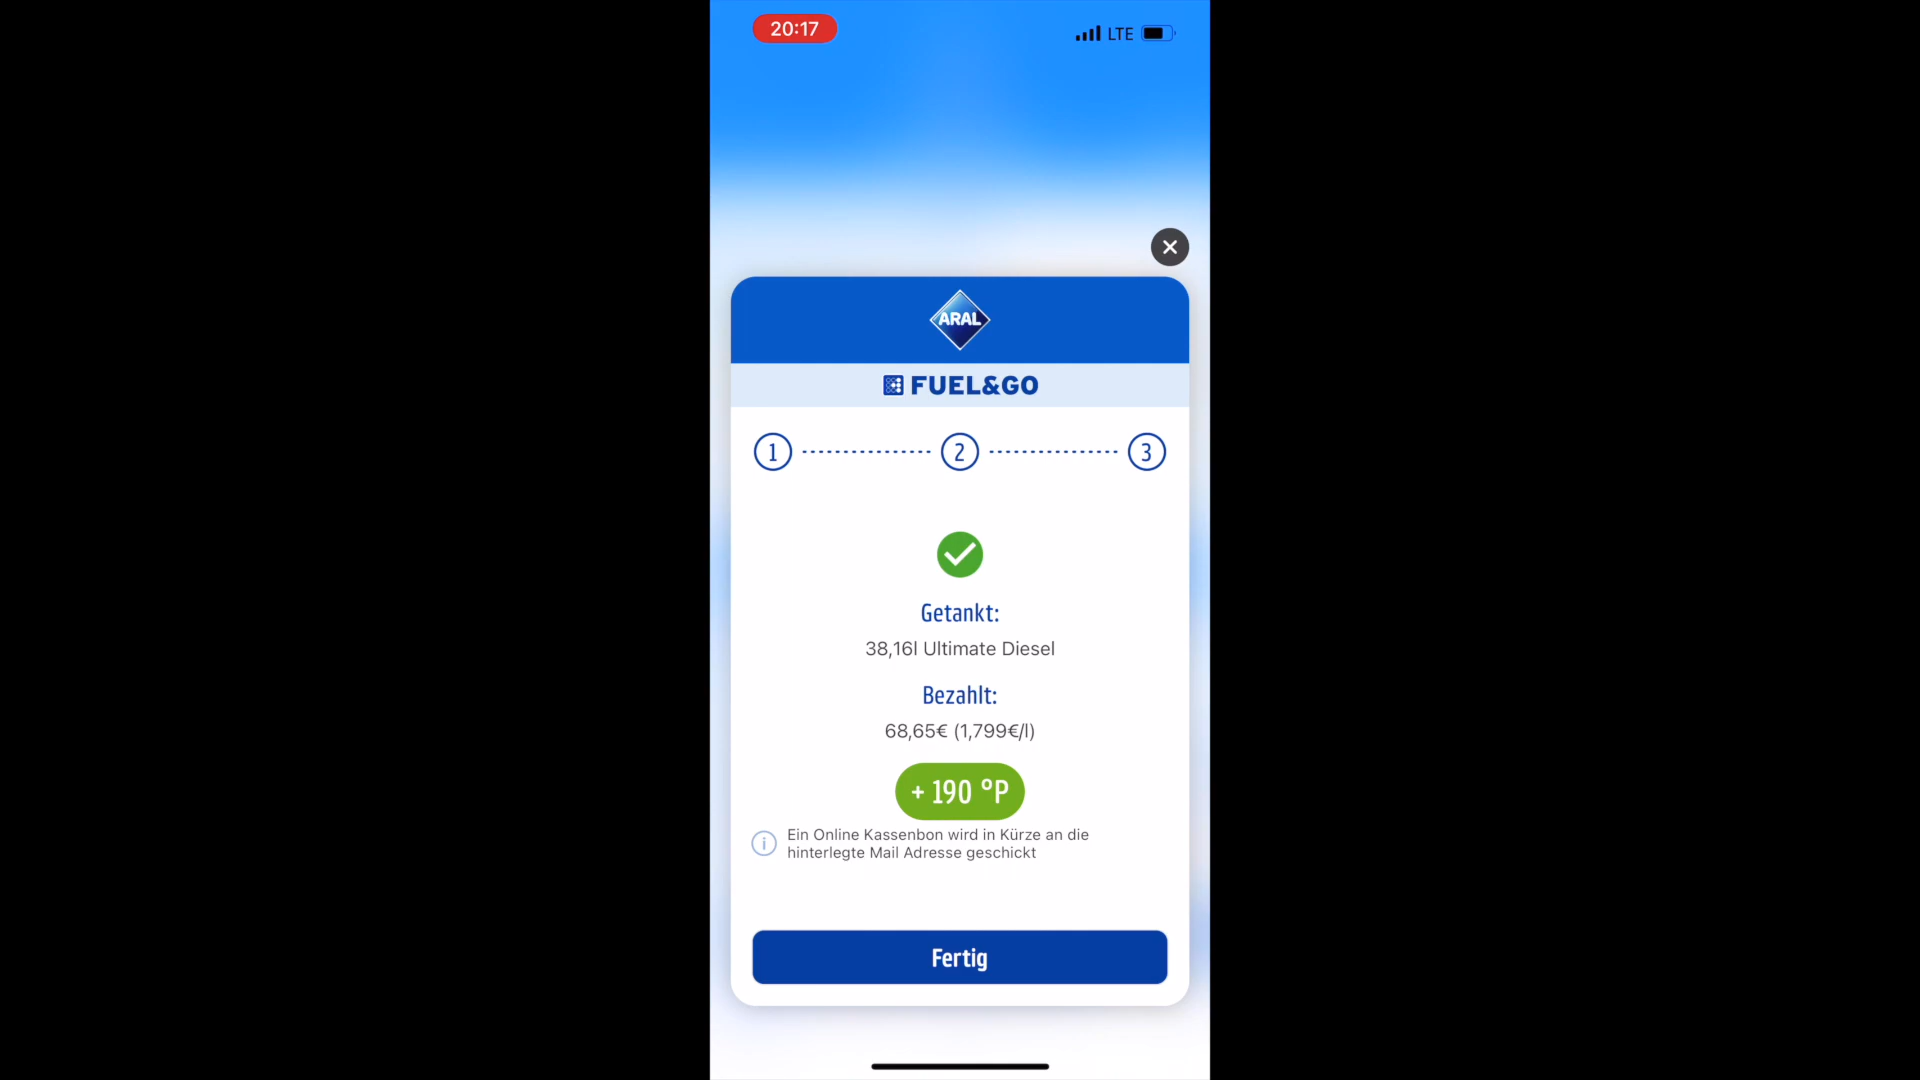 20:17
LTE
ARAL
FUEL&GO
1
2
3
Getankt:
38,16l Ultimate Diesel
Bezahlt:
68,65€ (1,799€/l)
+ 190 °P
Ein Online Kassenbon wird in Kürze an die
hinterlegte Mail Adresse geschickt
Fertig